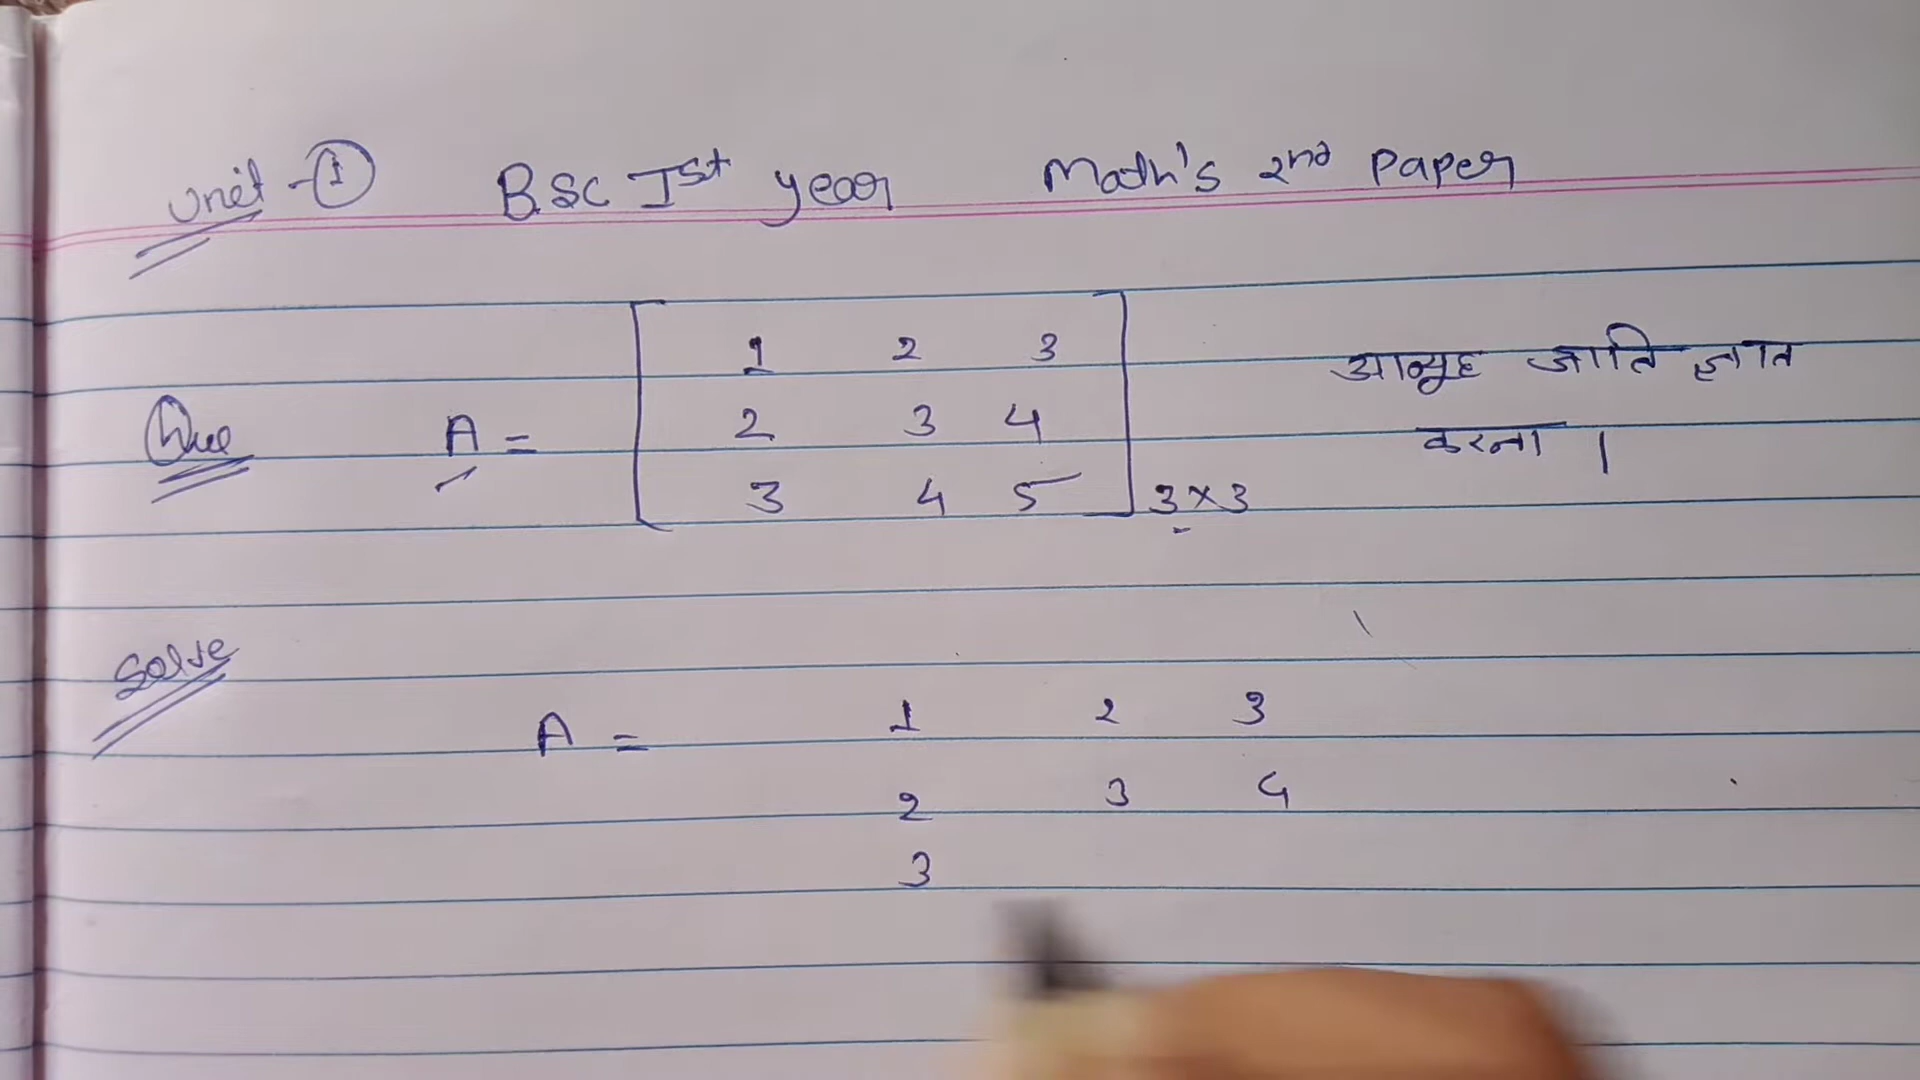 Unit - 1 BSC Ist year Math's 2nd Paper
1 2 3
Que A = 2 3 4
3 4 5 3×3
आव्यूह जाति ज्ञात
करना ।
Solve
A = 1 2 3
2 3 4
3